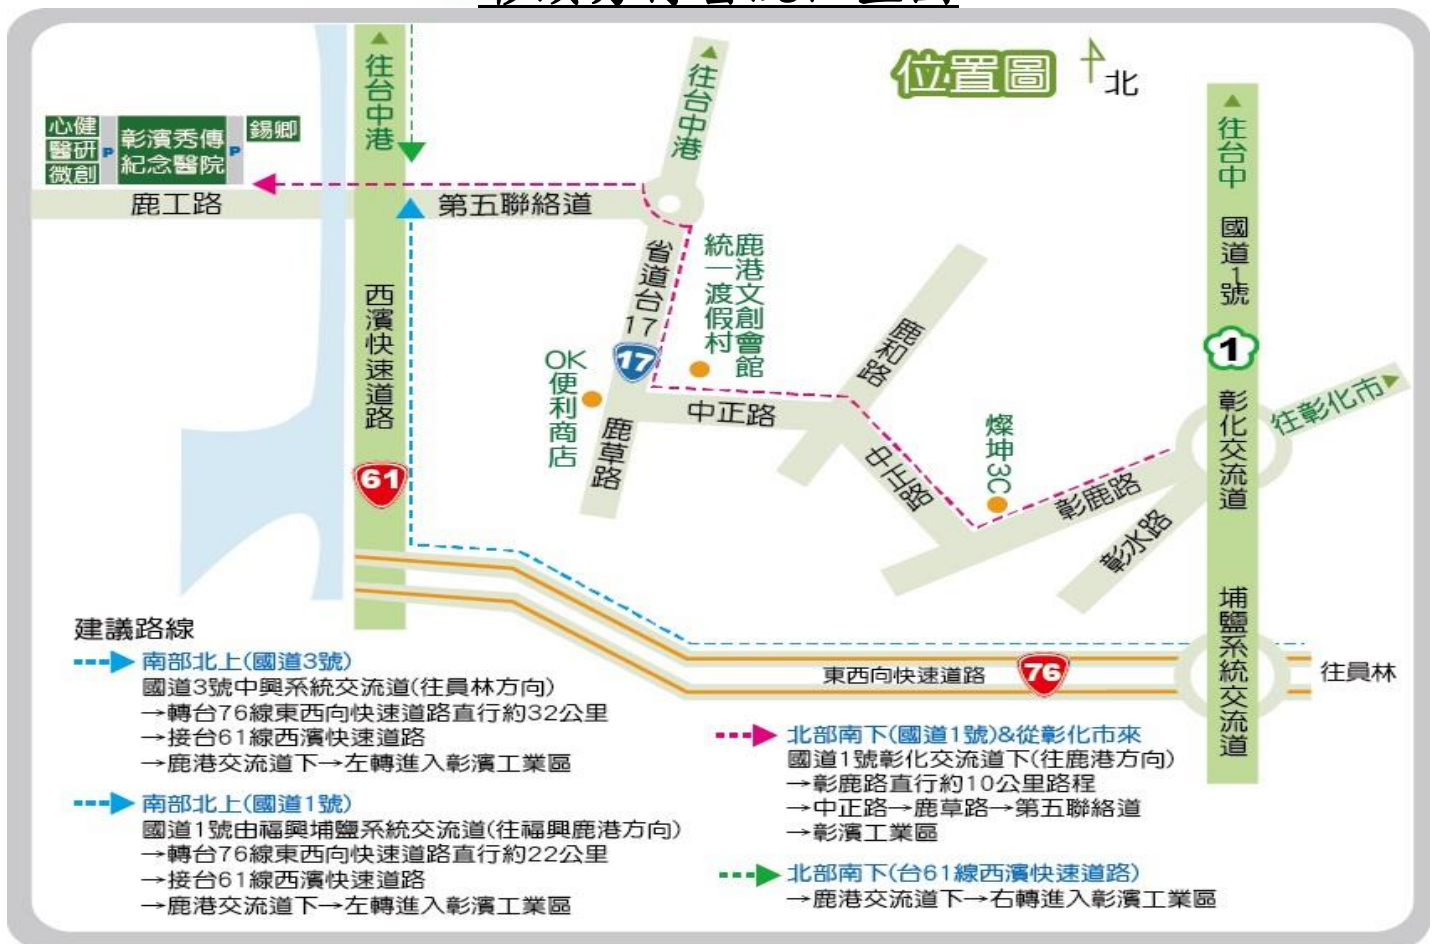 位置圖
北
往台中港
往台中港
往台中
國道1號
1
彰化交流道
往彰化市
心健
醫研
微創
P
彰濱秀傳
紀念醫院
P
錫卿
鹿工路
第五聯絡道
西濱快速道路
61
省道台17
17
鹿港文創會館
統一渡假村
OK便利商店
鹿草路
中正路
鹿和路
中正路
燦坤3C
彰鹿路
彰水路
埔鹽系統交流道
東西向快速道路
76
往員林
建議路線
南部北上(國道3號)
國道3號中興系統交流道(往員林方向)
→轉台76線東西向快速道路直行約32公里
→接台61線西濱快速道路
→鹿港交流道下→左轉進入彰濱工業區
南部北上(國道1號)
國道1號由福興埔鹽系統交流道(往福興鹿港方向)
→轉台76線東西向快速道路直行約22公里
→接台61線西濱快速道路
→鹿港交流道下→左轉進入彰濱工業區
北部南下(國道1號)&從彰化市來
國道1號彰化交流道下(往鹿港方向)
→彰鹿路直行約10公里路程
→中正路→鹿草路→第五聯絡道
→彰濱工業區
北部南下(台61線西濱快速道路)
→鹿港交流道下→右轉進入彰濱工業區